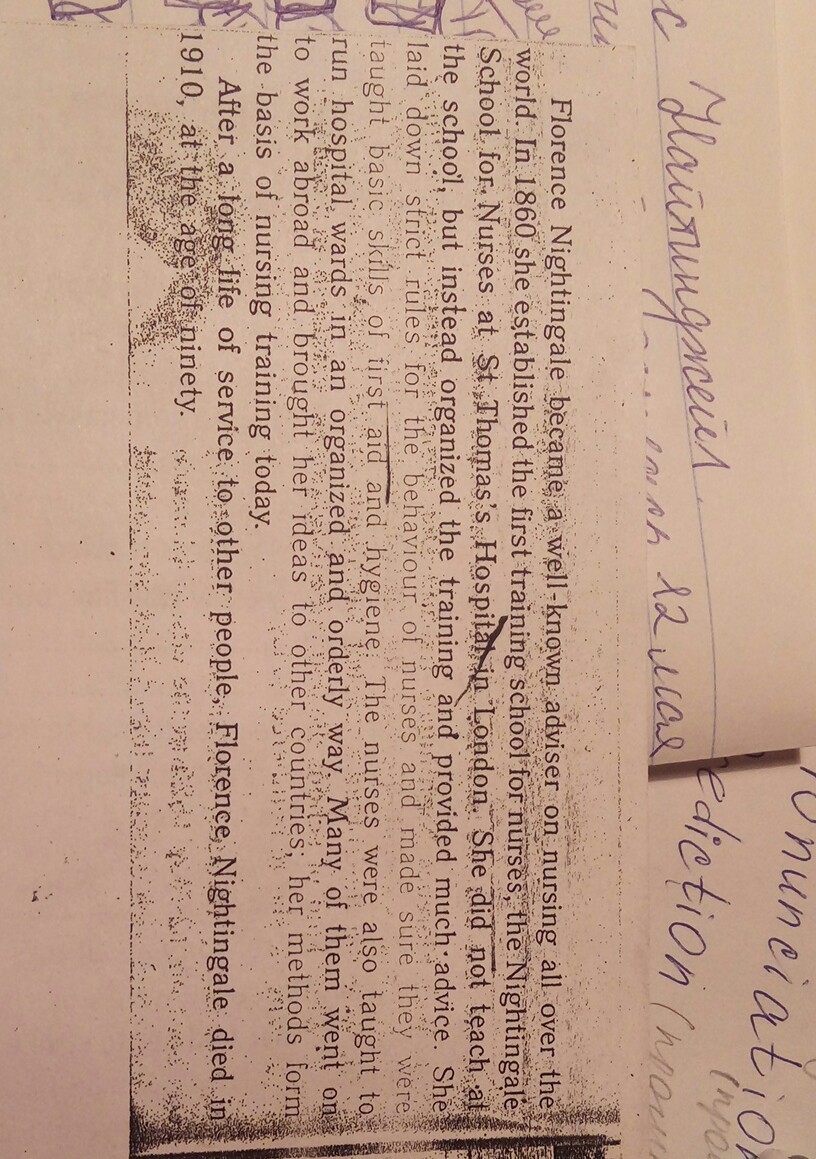 Florence Nightingale became a well-known adviser on nursing all over the
world. In 1860 she established the first training school for nurses, the Nightingale
School for Nurses at St Thomas's Hospital in London. She did not teach at
the school, but instead organized the training and provided much advice. She
laid down strict rules for the behaviour of nurses and made sure they were
taught basic skills of first aid and hygiene. The nurses were also taught to
run hospital wards in an organized and orderly way. Many of them went on
to work abroad and brought her ideas to other countries; her methods form
the basis of nursing training today.
After a long life of service to other people, Florence Nightingale died in
1910, at the age of ninety.
с Найтингейл.
12 мая
ediction
onunciation